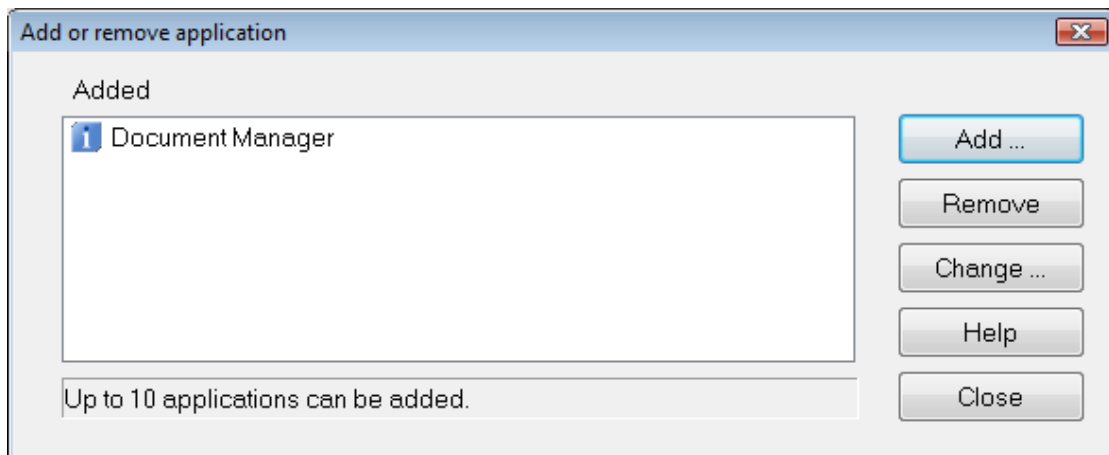 Add or remove application
Added
Document Manager
Add ...
Remove
Change ...
Help
Up to 10 applications can be added.
Close